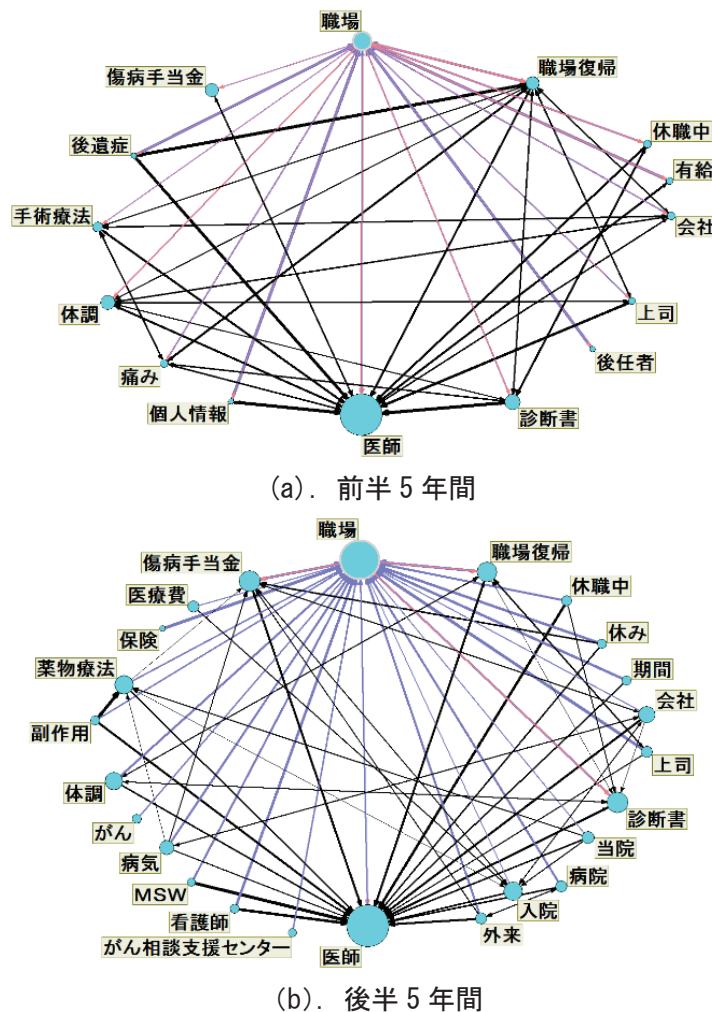 職場
傷病手当金
職場復帰
後遺症
休職中
有給
手術療法
会社
体調
上司
痛み
後任者
個人情報
診断書
医師
(a). 前半5年間
職場
傷病手当金
職場復帰
医療費
休職中
保険
休み
薬物療法
期間
副作用
会社
上司
体調
診断書
がん
当院
病気
病院
MSW
入院
看護師
外来
がん相談支援センター
医師
(b). 後半5年間